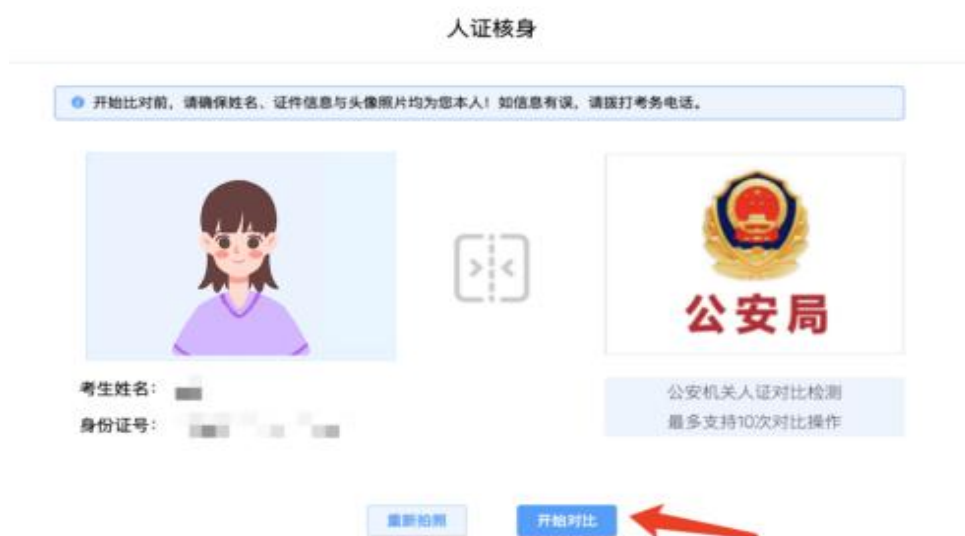 人证核身
开始比对前，请确保姓名、证件信息与头像照片均为您本人！如信息有误，请拨打考务电话。
公安局
考生姓名：
身份证号：
公安机关人证对比检测
最多支持10次对比操作
重新拍照
开始对比